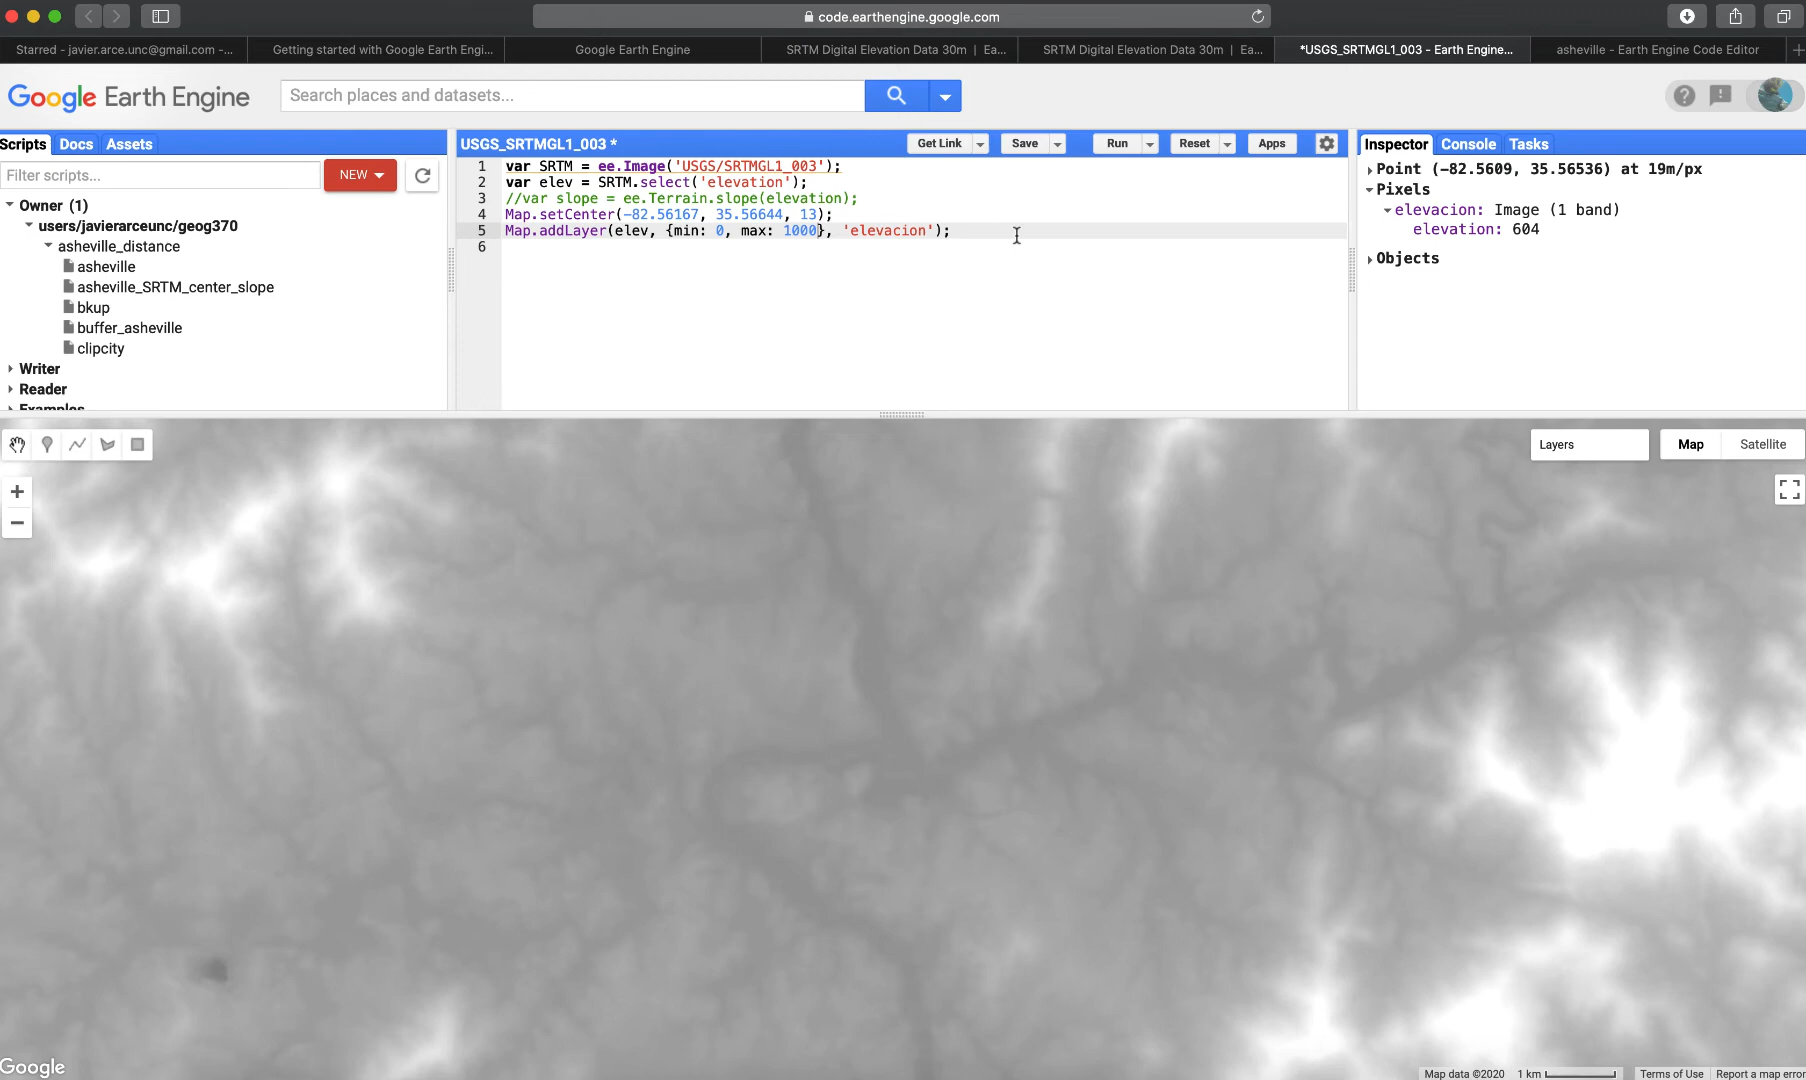 code.earthengine.google.com
Starred - javier.arce.unc@gmail.com -...
Getting started with Google Earth Engi...
Google Earth Engine
SRTM Digital Elevation Data 30m | Ea...
SRTM Digital Elevation Data 30m | Ea...
*USGS_SRTMGL1_003 - Earth Engine...
asheville - Earth Engine Code Editor
Google Earth Engine
Search places and datasets...
Scripts Docs Assets
Filter scripts...
NEW
Owner (1)
users/javierarceunc/geog370
asheville_distance
asheville
asheville_SRTM_center_slope
bkup
buffer_asheville
clipcity
Writer
Reader
Examples
USGS_SRTMGL1_003 *
Get Link Save Run Reset Apps
1 var SRTM = ee.Image('USGS/SRTMGL1_003');
2 var elev = SRTM.select('elevation');
3 //var slope = ee.Terrain.slope(elevation);
4 Map.setCenter(-82.56167, 35.56644, 13);
5 Map.addLayer(elev, {min: 0, max: 1000}, 'elevacion');
6
Inspector Console Tasks
Point (-82.5609, 35.56536) at 19m/px
Pixels
elevacion: Image (1 band)
elevation: 604
Objects
Layers
Map Satellite
Google
Map data ©2020 1 km Terms of Use Report a map error